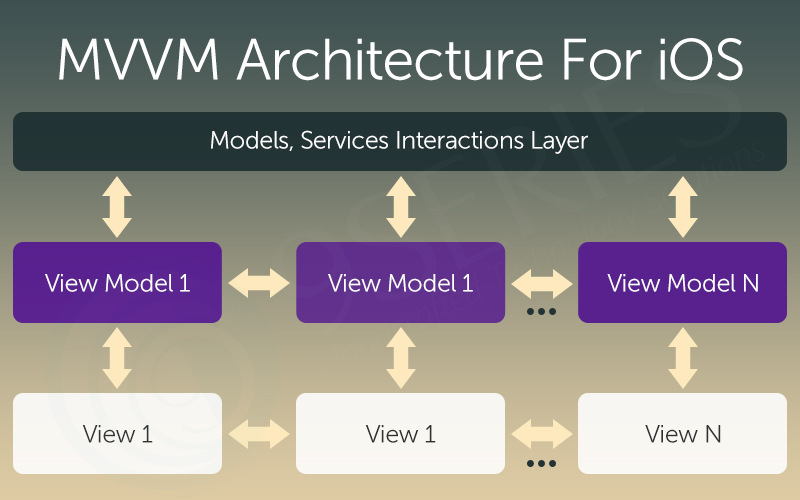 MVVM Architecture For iOS
Models, Services Interactions Layer
View Model 1
View Model 1
View Model N
•••
View 1
View 1
View N
•••